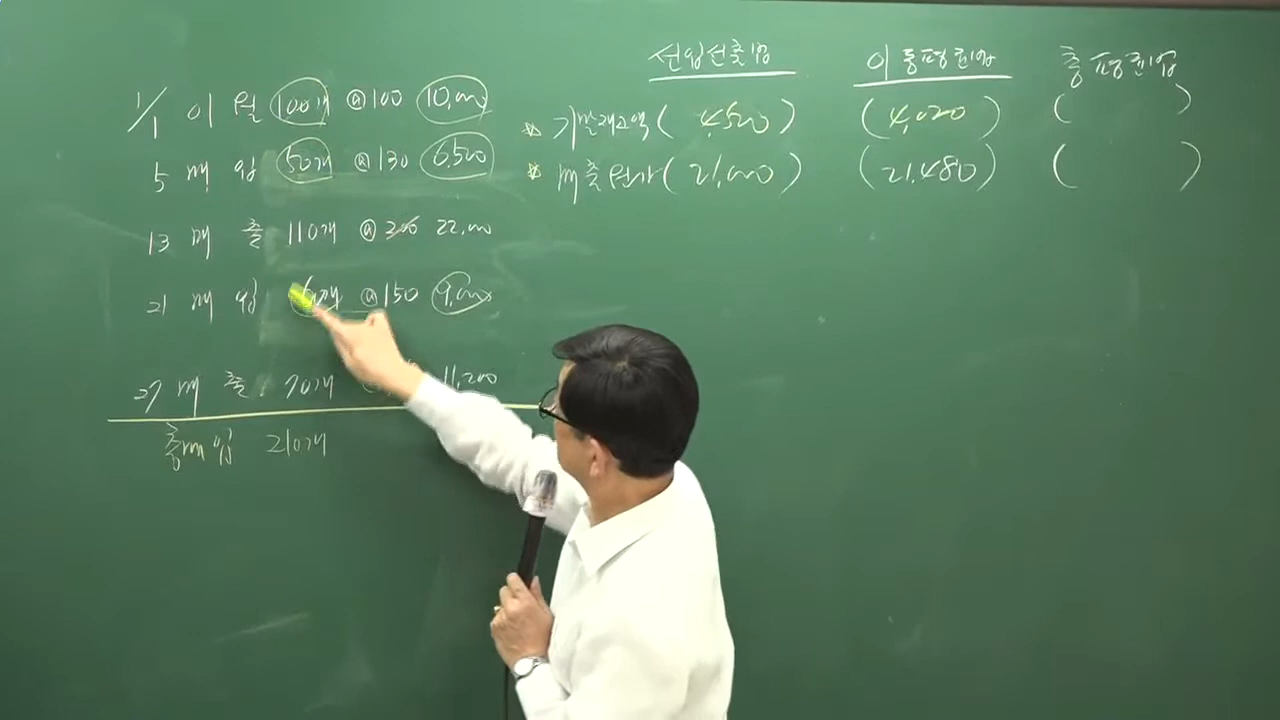 선입선출법 이동평균법 총평균법
1/1 이월 100개 @100 10,000
기말재고액( 4,500 ) ( 4,020 ) ( )
5 매입 50개 @130 6,500
매출원가( 21,000 ) ( 21,480 ) ( )
13 매출 110개 @200 22,000
21 매입 60개 @150 9,000
27 매출 70개 11,200
총매입 210개